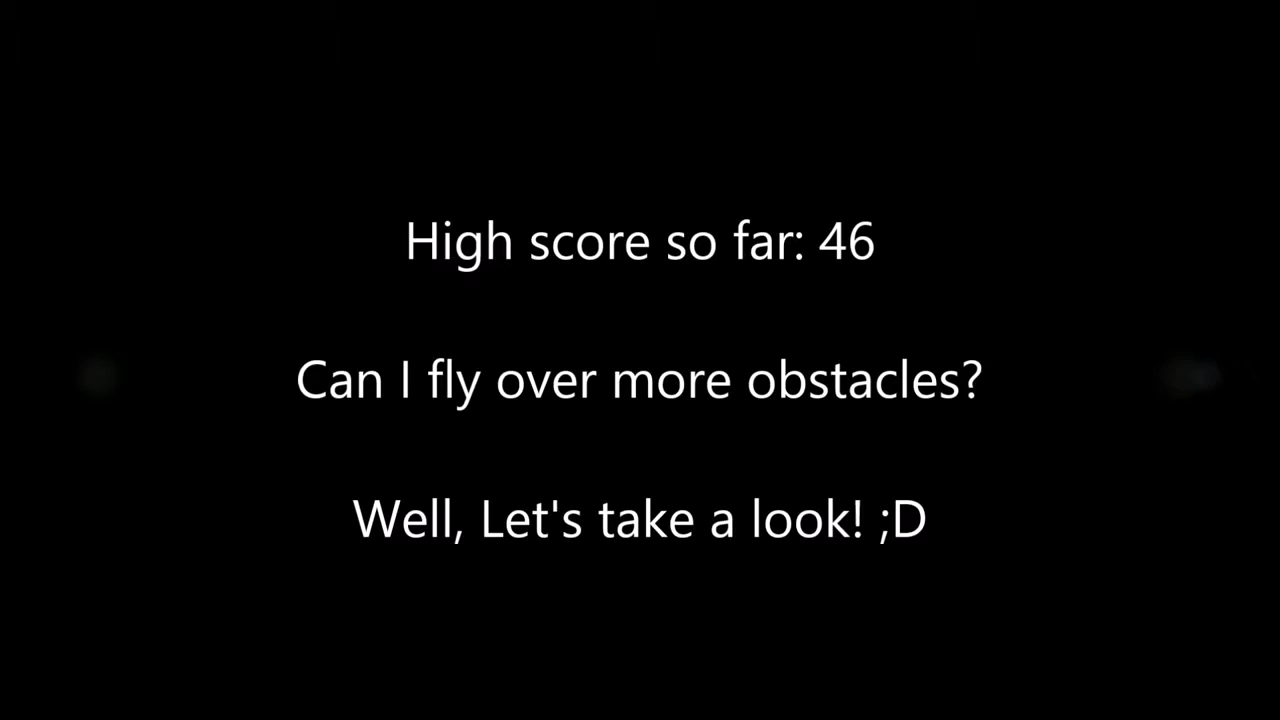 High score so far: 46
Can I fly over more obstacles?
Well, Let's take a look! ;D